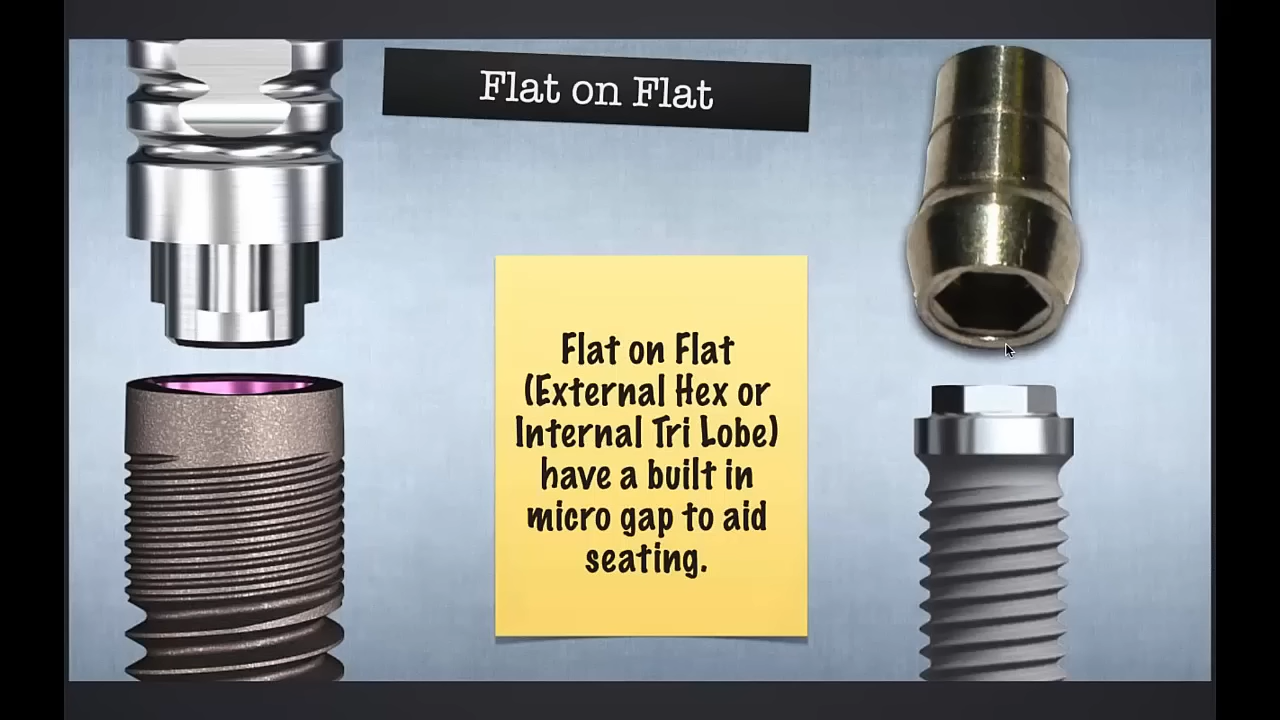 Flat on Flat
Flat on Flat
(External Hex or
Internal Tri Lobe)
have a built in
micro gap to aid
seating.